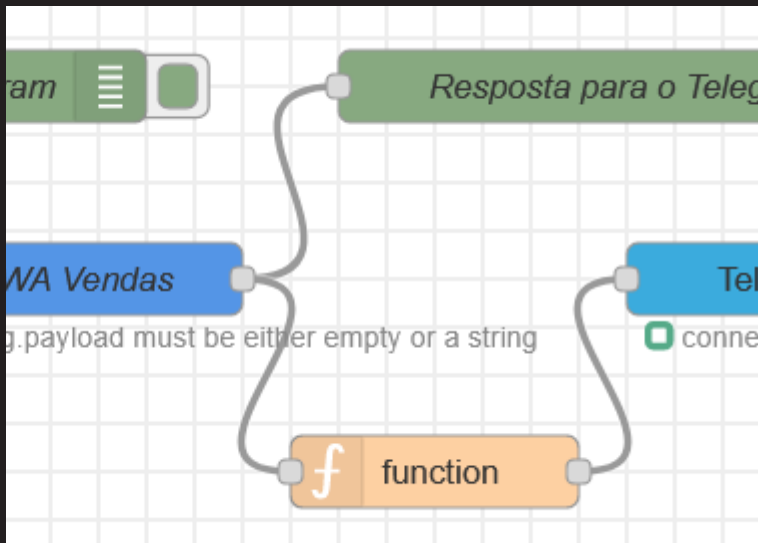 ram
Resposta para o Teleg
WA Vendas
Tel
g.payload must be either empty or a string
conne
function